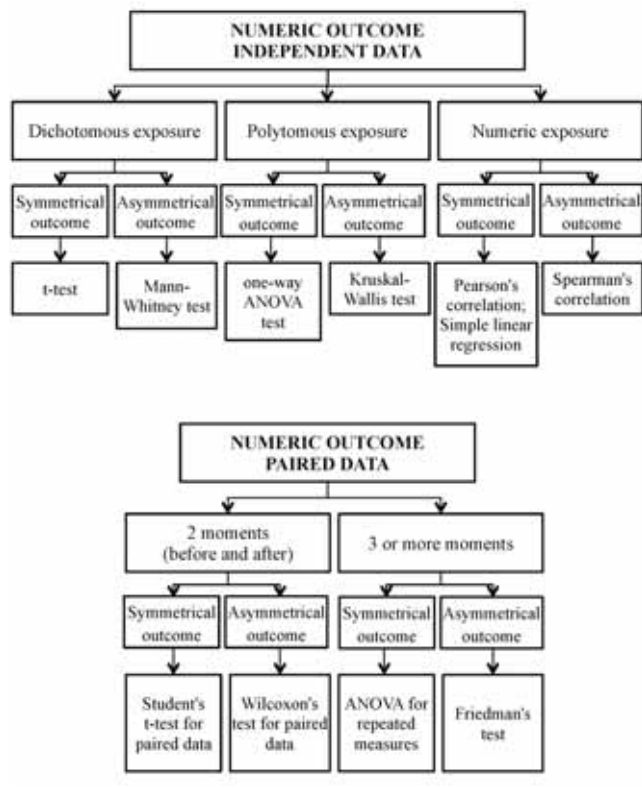 NUMERIC OUTCOME
INDEPENDENT DATA
Dichotomous exposure
Polytomous exposure
Numeric exposure
Symmetrical
outcome
Asymmetrical
outcome
Symmetrical
outcome
Asymmetrical
outcome
Symmetrical
outcome
Asymmetrical
outcome
t-test
Mann-
Whitney test
one-way
ANOVA
test
Kruskal-
Wallis test
Pearson's
correlation;
Simple linear
regression
Spearman's
correlation
NUMERIC OUTCOME
PAIRED DATA
2 moments
(before and after)
3 or more moments
Symmetrical
outcome
Asymmetrical
outcome
Symmetrical
outcome
Asymmetrical
outcome
Student's
t-test for
paired data
Wilcoxon's
test for paired
data
ANOVA for
repeated
measures
Friedman's
test